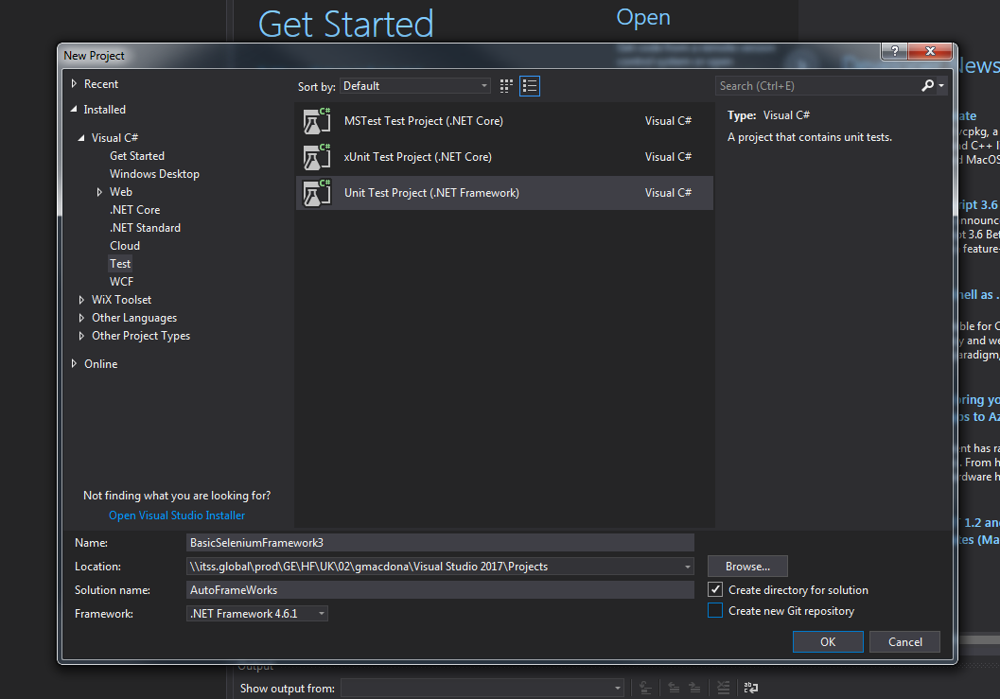 Get Started
Open
New Project
?
Recent
Installed
Visual C#
Get Started
Windows Desktop
Web
.NET Core
.NET Standard
Cloud
Test
WCF
WiX Toolset
Other Languages
Other Project Types
Online
Not finding what you are looking for?
Open Visual Studio Installer
Sort by: Default
C# MSTest Test Project (.NET Core) Visual C#
C# xUnit Test Project (.NET Core) Visual C#
C# Unit Test Project (.NET Framework) Visual C#
Search (Ctrl+E)
Type: Visual C#
A project that contains unit tests.
Name: BasicSeleniumFramework3
Location: \\itss.global\prod\GE\HF\UK\02\gmacdona\Visual Studio 2017\Projects
Browse...
Solution name: AutoFrameWorks
Create directory for solution
Framework: .NET Framework 4.6.1
Create new Git repository
OK
Cancel
News
ate
vcpkg, a
nd C++ l
d MacOS
ript 3.6
nnounc
pt 3.6 Be
feature-
hell as .
ble for C
y and we
aradigm,
oring yo
ps to Az
ent has ra
. From h
rdware h
T 1.2 an
tes (Ma
Output
Show output from: